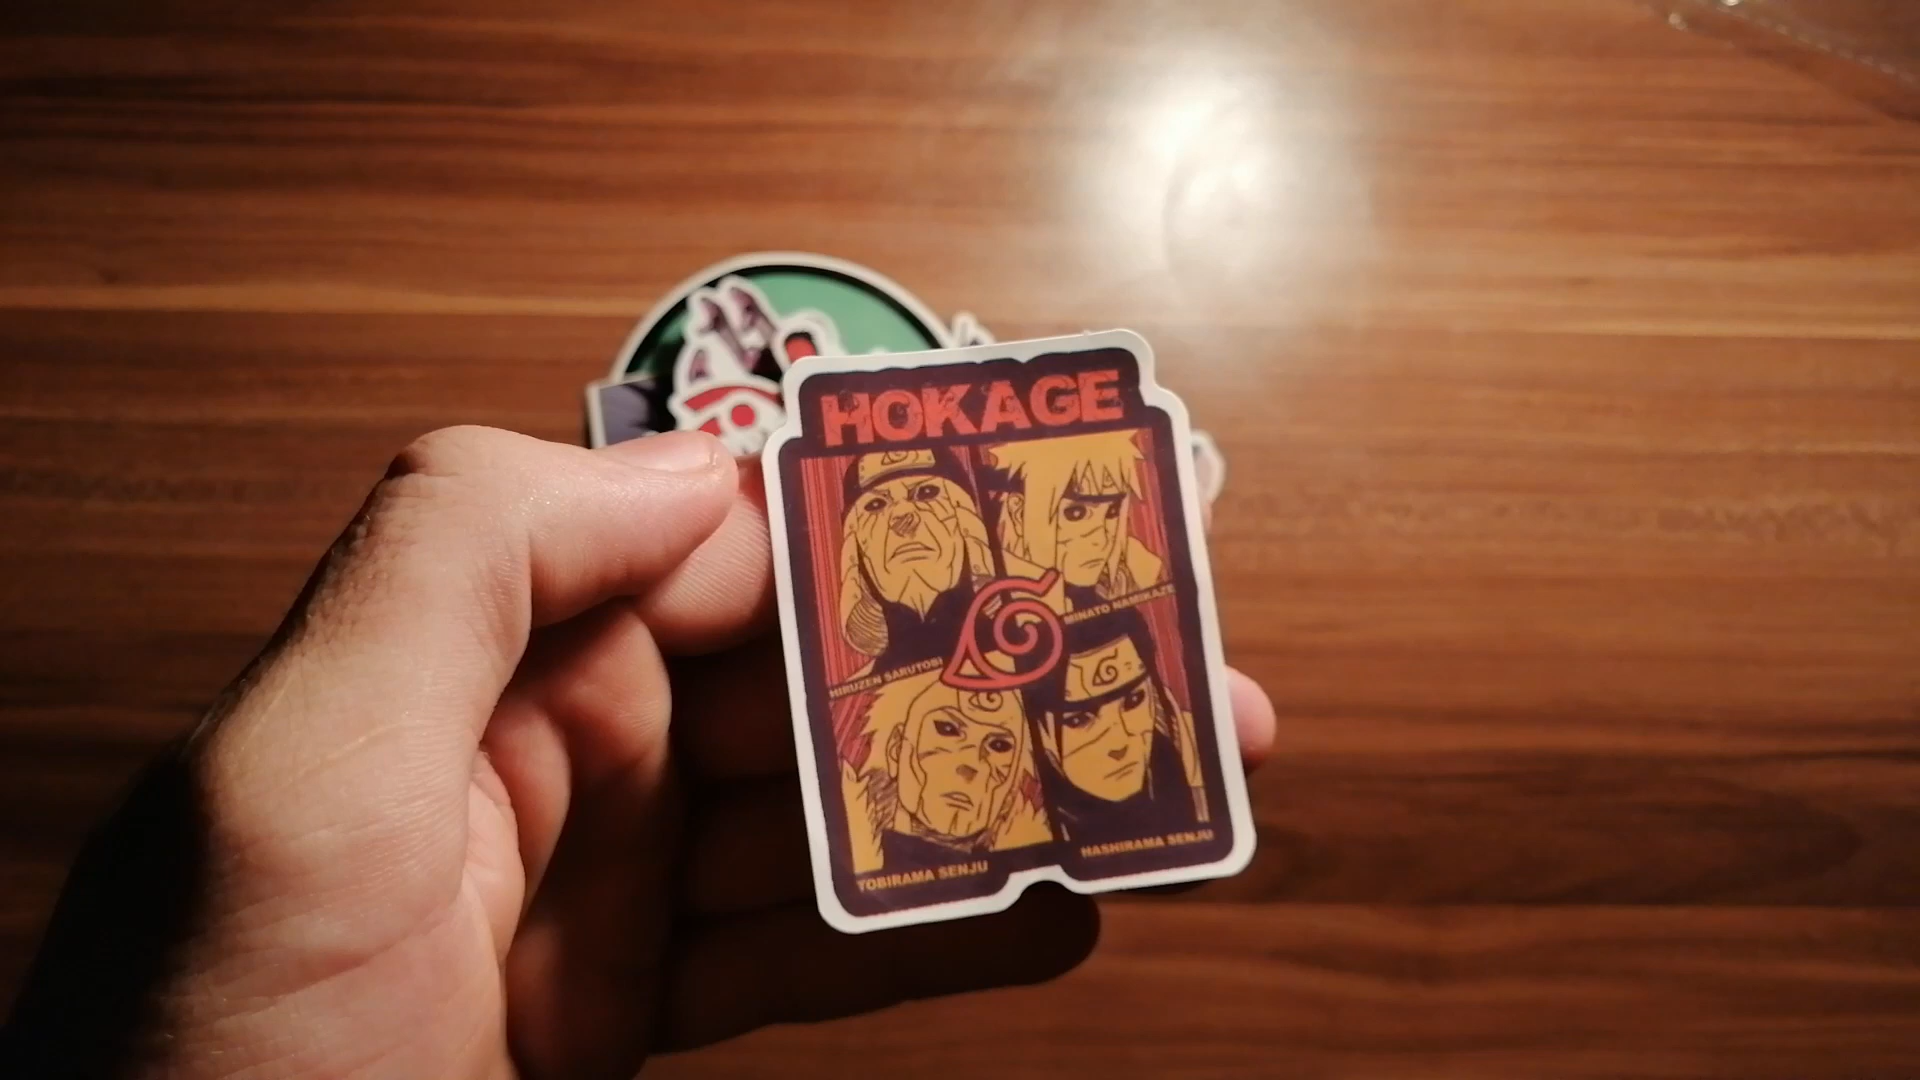 HOKAGE
HIRUZEN SARUTOBI
MINATO NAMIKAZE
TOBIRAMA SENJU
HASHIRAMA SENJU